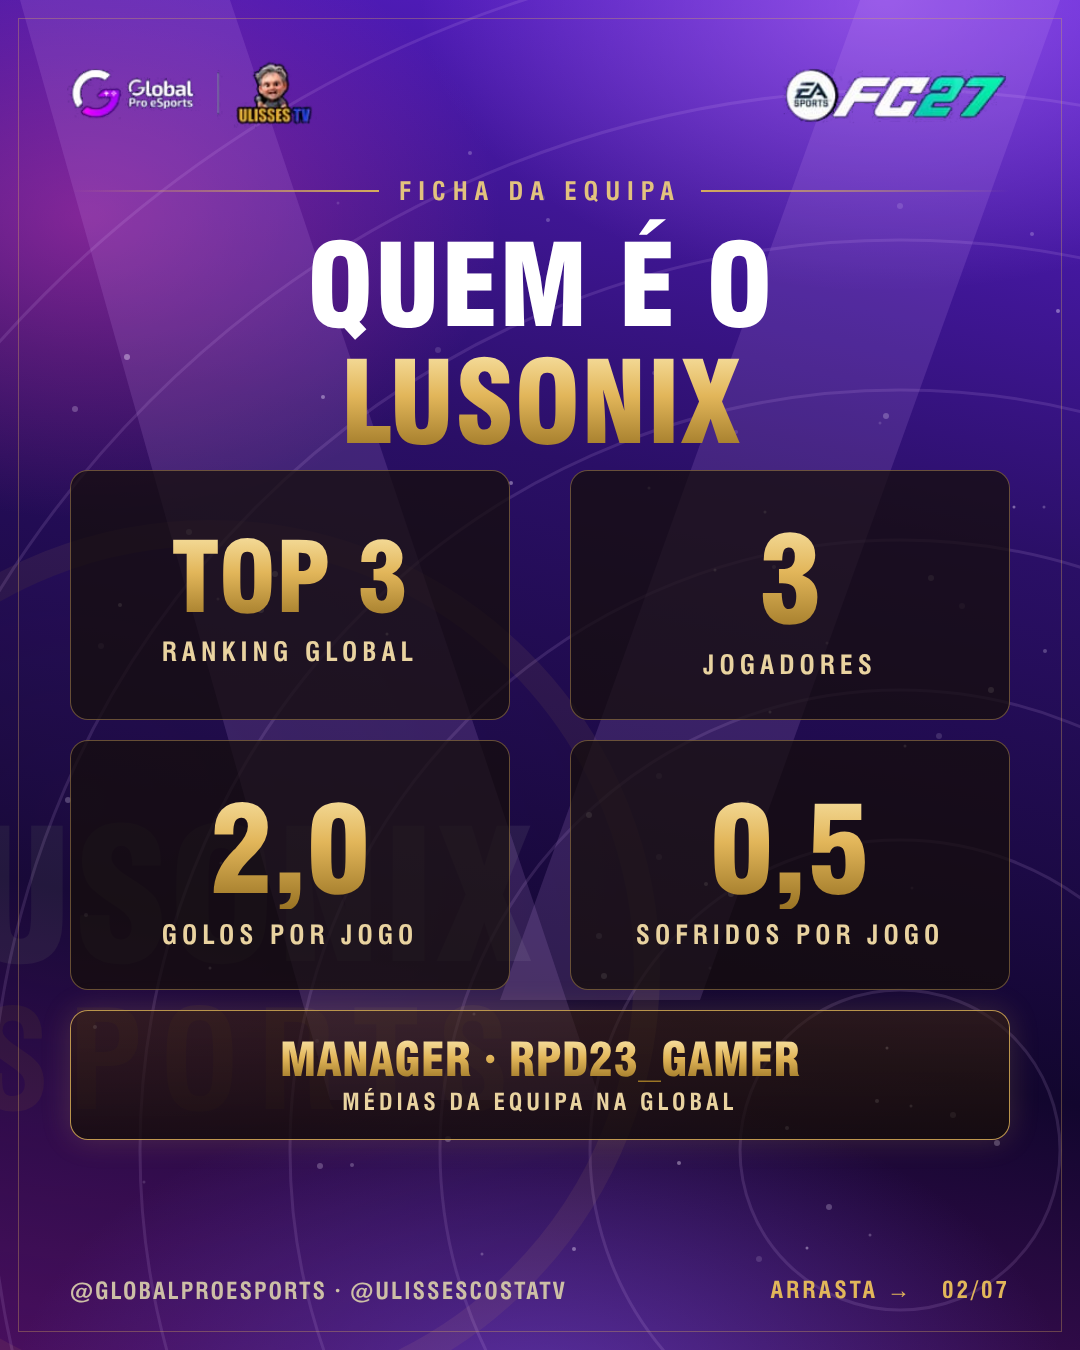 Global
Pro eSports
ULISSES TV
EA
SPORTS
FC27
FICHA DA EQUIPA
QUEM É O
LUSONIX
TOP 3
RANKING GLOBAL
3
JOGADORES
2,0
GOLOS POR JOGO
0,5
SOFRIDOS POR JOGO
USONIX
SPORTS
MANAGER · RPD23_GAMER
MÉDIAS DA EQUIPA NA GLOBAL
@GLOBALPROESPORTS · @ULISSESCOSTATV
ARRASTA → 02/07